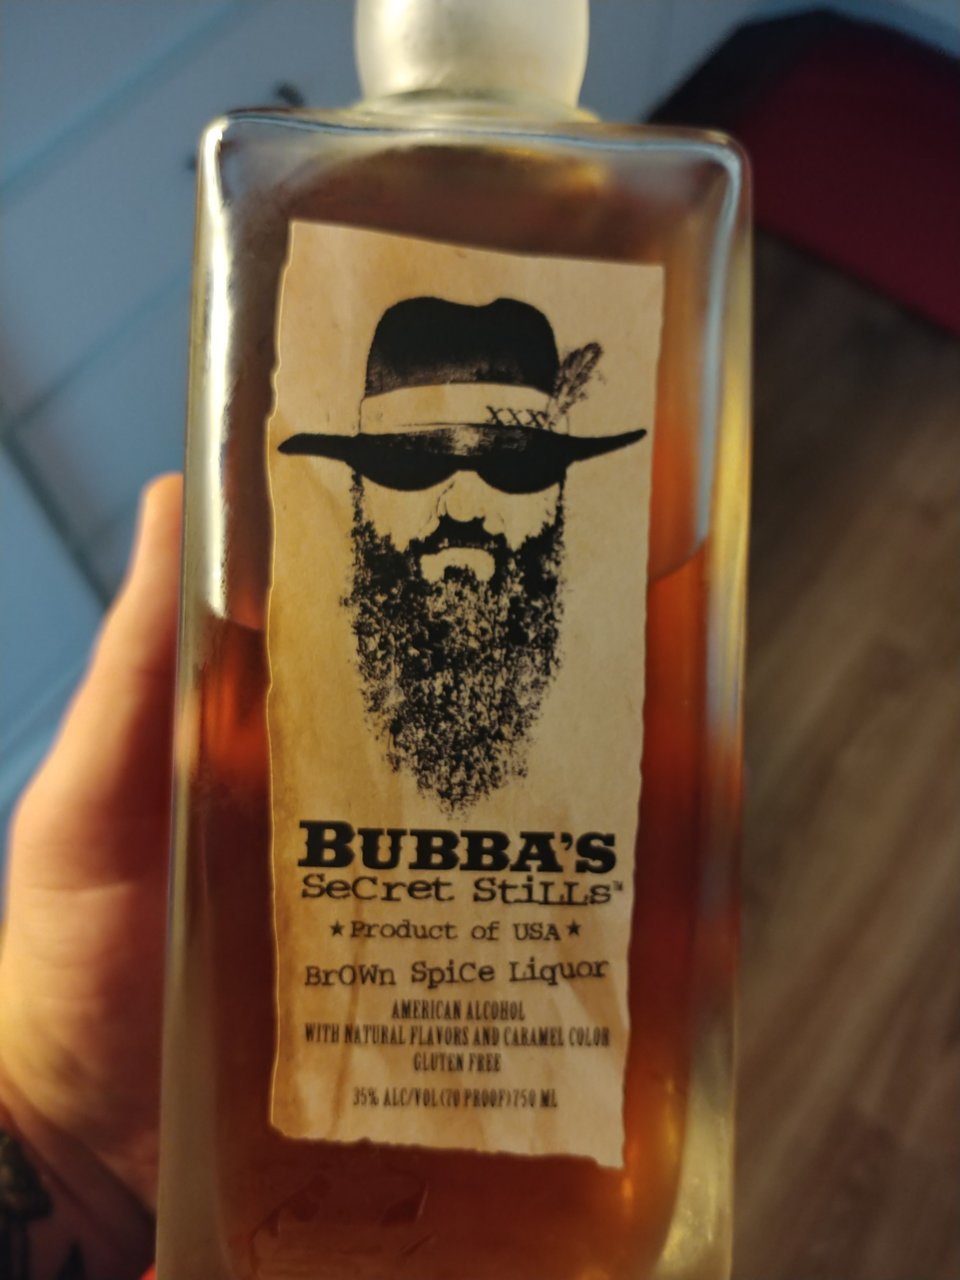 XXX
BUBBA'S
SeCret StiLLs™
★Product of USA★
BrOWn SpiCe Liquor
AMERICAN ALCOHOL
WITH NATURAL FLAVORS AND CARAMEL COLOR
GLUTEN FREE
35% ALC/VOL(70 PROOF)750 ML